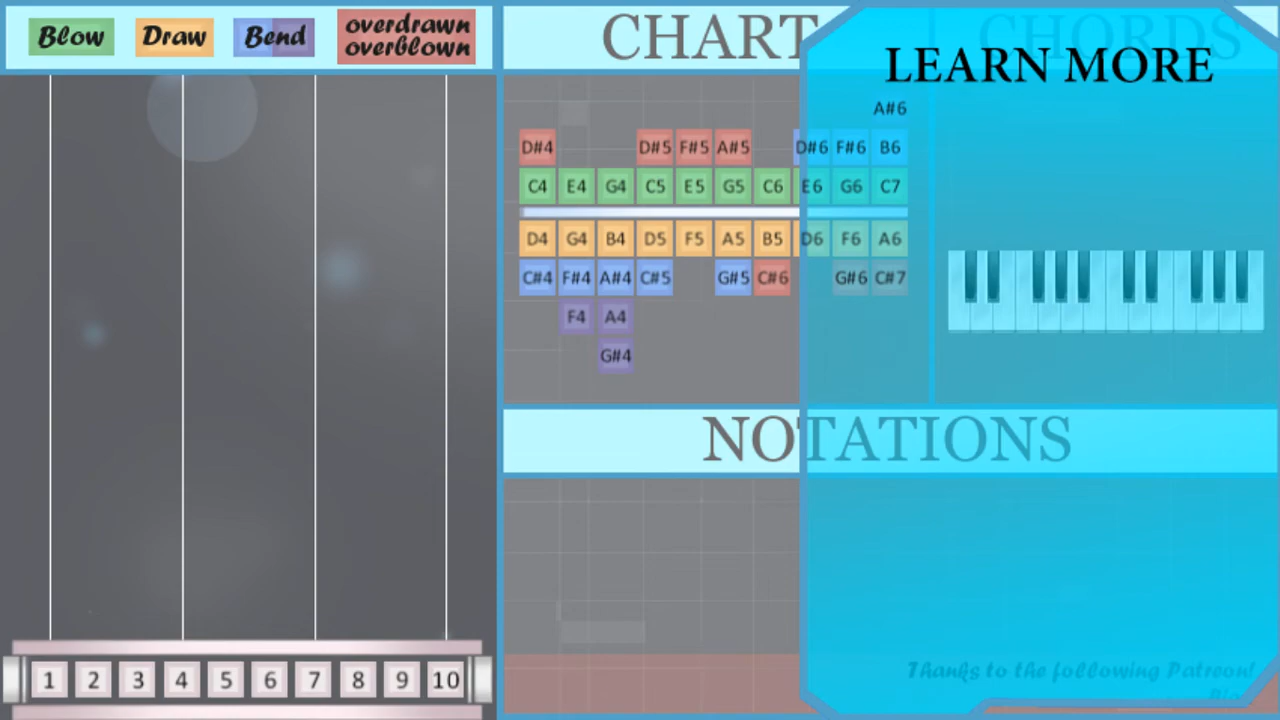 Blow Draw Bend overdrawn
overblown
CHART CHORDS
LEARN MORE
A#6
D#4 D#5 F#5 A#5 D#6 F#6 B6
C4 E4 G4 C5 E5 G5 C6 E6 G6 C7
D4 G4 B4 D5 F5 A5 B5 D6 F6 A6
C#4 F#4 A#4 C#5 G#5 C#6 G#6 C#7
F4 A4
G#4
NOTATIONS
Thanks to the following Patreon!
1 2 3 4 5 6 7 8 9 10